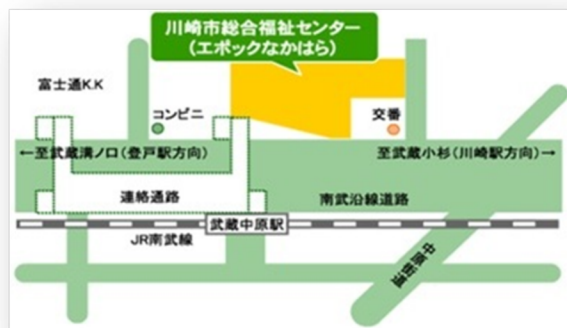 川崎市総合福祉センター
（エポックなかはら）
富士通K.K
コンビニ
交番
←至武蔵溝ノ口（登戸駅方向）
至武蔵小杉（川崎駅方向）→
連絡通路
南武沿線道路
武蔵中原駅
JR南武線
中原街道